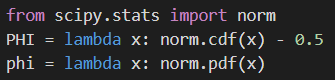 from scipy.stats import norm
PHI = lambda x: norm.cdf(x) - 0.5
phi = lambda x: norm.pdf(x)